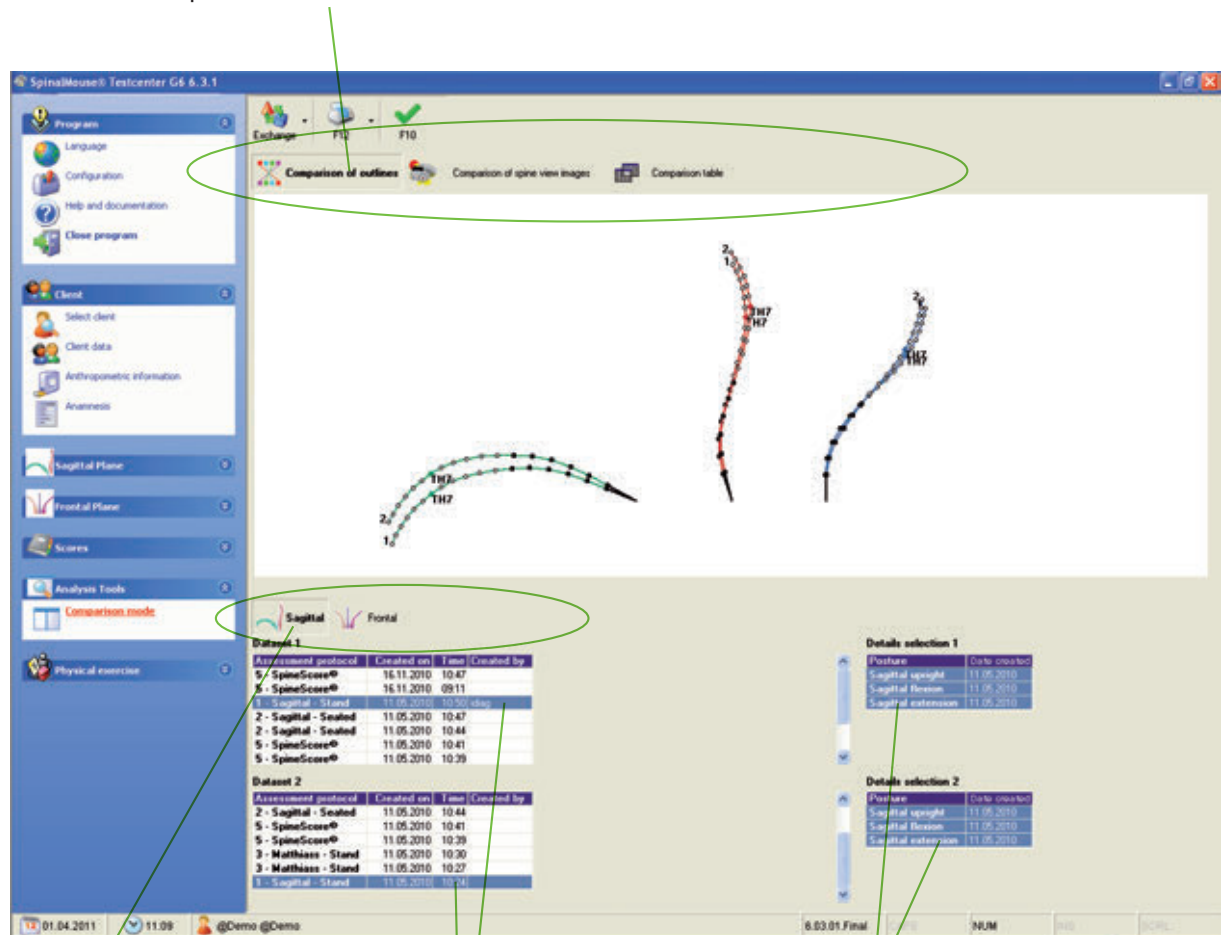 SpinalMouse® Testcenter G6 6.3.1
Program
Language
Configuration
Help and documentation
Close program
Client
Select client
Client data
Anthropometric information
Anamnesis
Sagittal Plane
Frontal Plane
Scores
Analysis Tools
Comparison mode
Physical exercise
Exchange F12 F10
Comparison of outlines Comparison of spine view images Comparison table
2
1
TH7
TH7
2
TH7
TH7
TH7
TH7
2
1
Sagittal Frontal
Dataset 1
Assessment protocol Created on Time Created by
5 - SpineScore® 16.11.2010 10:47
5 - SpineScore® 16.11.2010 09:11
1 - Sagittal - Stand 11.05.2010 10:50 idiag
2 - Sagittal - Seated 11.05.2010 10:47
2 - Sagittal - Seated 11.05.2010 10:44
5 - SpineScore® 11.05.2010 10:41
5 - SpineScore® 11.05.2010 10:39
Details selection 1
Posture Date created
Sagittal upright 11.05.2010
Sagittal flexion 11.05.2010
Sagittal extension 11.05.2010
Dataset 2
Assessment protocol Created on Time Created by
2 - Sagittal - Seated 11.05.2010 10:44
5 - SpineScore® 11.05.2010 10:41
5 - SpineScore® 11.05.2010 10:39
3 - Matthiass - Stand 11.05.2010 10:30
3 - Matthiass - Stand 11.05.2010 10:27
1 - Sagittal - Stand 11.05.2010 10:24
Details selection 2
Posture Date created
Sagittal upright 11.05.2010
Sagittal flexion 11.05.2010
Sagittal extension 11.05.2010
12 01.04.2011 11:09 @Demo @Demo 6.03.01.Final CAPS NUM INS SCRL